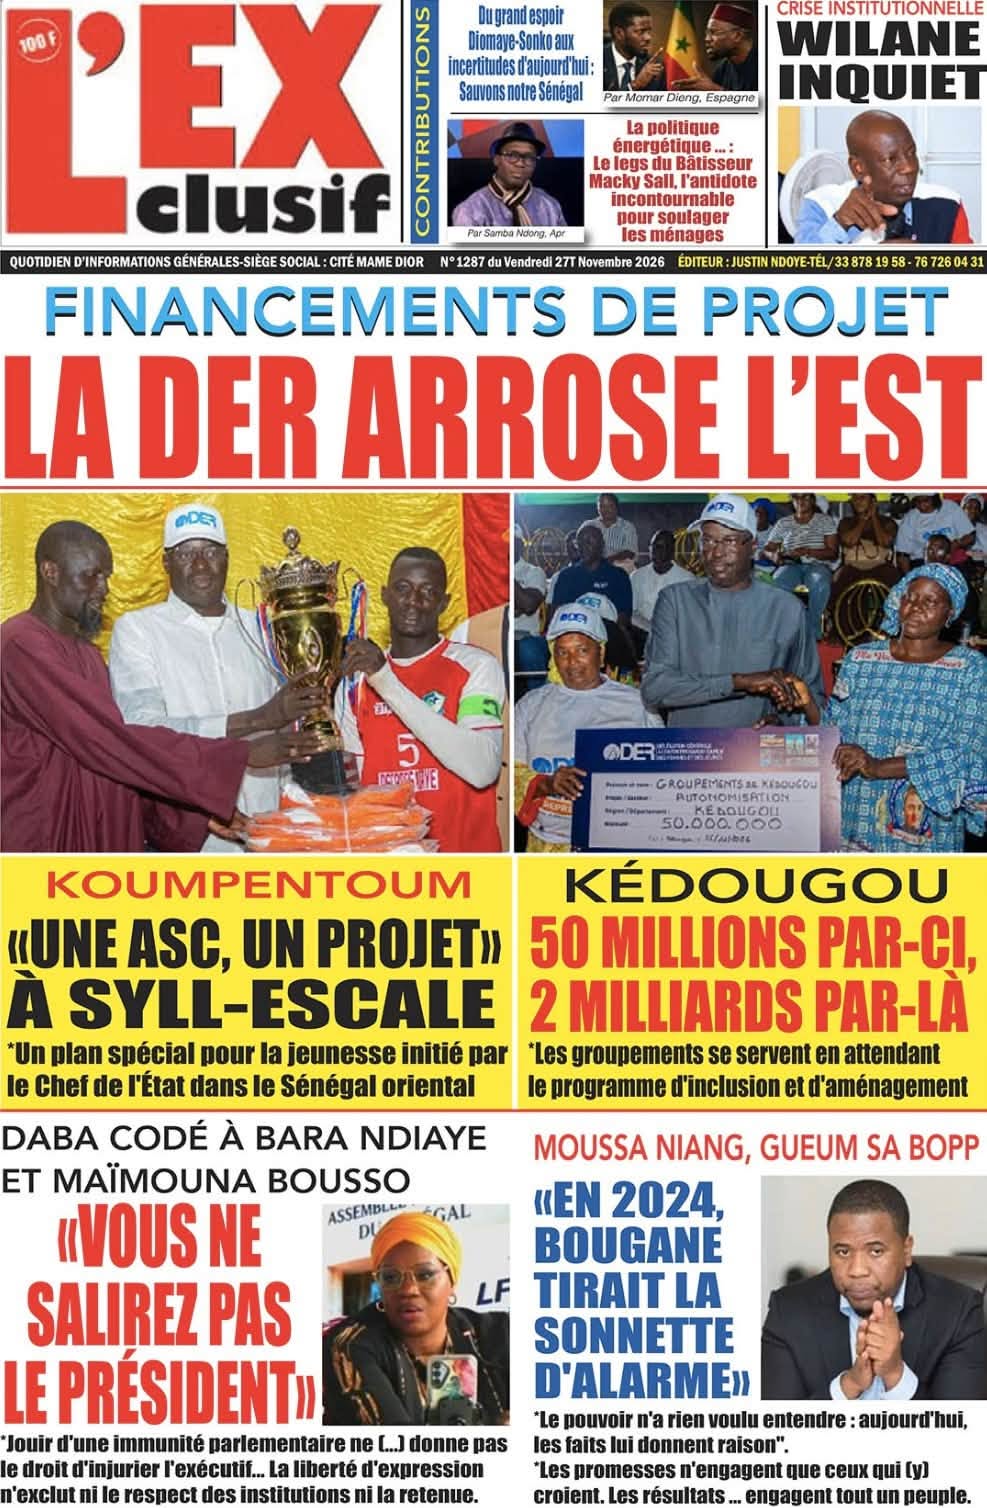 100 F
L'EX
clusif
CONTRIBUTIONS
Du grand espoir
Diomaye-Sonko aux
incertitudes d'aujourd'hui :
Sauvons notre Sénégal
Par Momar Dieng, Espagne
La politique
énergétique ... :
Le legs du Bâtisseur
Macky Sall, l'antidote
incontournable
pour soulager
les ménages
Par Samba Ndong, Apr
CRISE INSTITUTIONNELLE
WILANE
INQUIET
QUOTIDIEN D'INFORMATIONS GÉNÉRALES-SIÈGE SOCIAL : CITÉ MAME DIOR N° 1287 du Vendredi 27T Novembre 2026 ÉDITEUR : JUSTIN NDOYE-TÉL/33 878 19 58 - 76 726 04 31
FINANCEMENTS DE PROJET
LA DER ARROSE L'EST
DER
5
DER
DER
GROUPEMENTS DE KÉDOUGOU
AUTONOMISATION
KEDOUGOU
50.000.000
KOUMPENTOUM
«UNE ASC, UN PROJET»
À SYLL-ESCALE
*Un plan spécial pour la jeunesse initié par
le Chef de l'État dans le Sénégal oriental
KÉDOUGOU
50 MILLIONS PAR-CI,
2 MILLIARDS PAR-LÀ
*Les groupements se servent en attendant
le programme d'inclusion et d'aménagement
DABA CODÉ À BARA NDIAYE
ET MAÏMOUNA BOUSSO
«VOUS NE
SALIREZ PAS
LE PRÉSIDENT»
*Jouir d'une immunité parlementaire ne (...) donne pas
le droit d'injurier l'exécutif... La liberté d'expression
n'exclut ni le respect des institutions ni la retenue.
MOUSSA NIANG, GUEUM SA BOPP
«EN 2024,
BOUGANE
TIRAIT LA
SONNETTE
D'ALARME»
*Le pouvoir n'a rien voulu entendre : aujourd'hui,
les faits lui donnent raison".
*Les promesses n'engagent que ceux qui (y)
croient. Les résultats ... engagent tout un peuple.